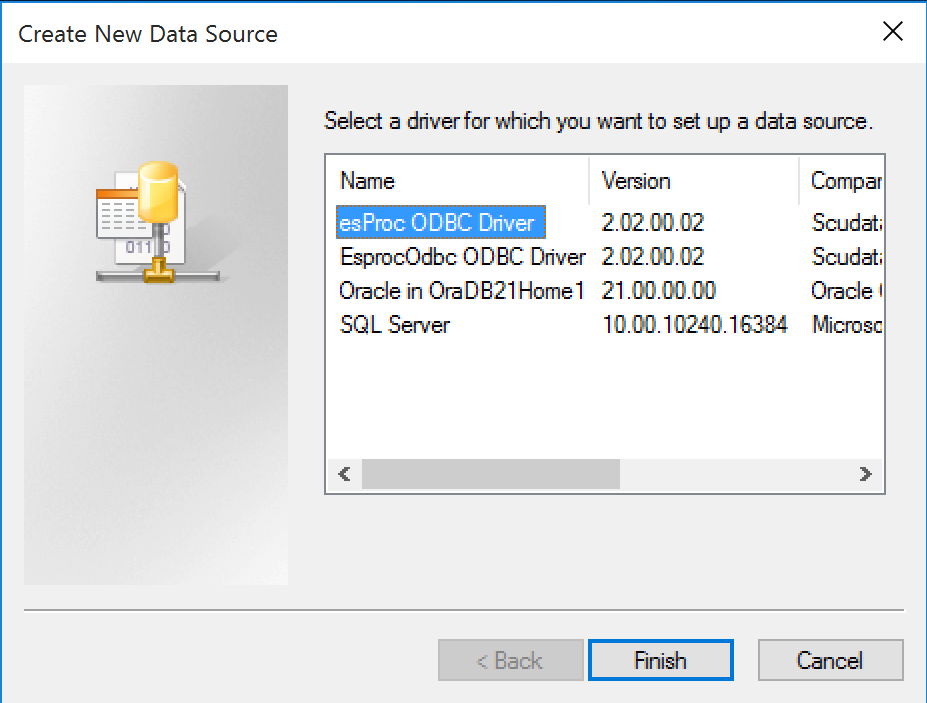 Create New Data Source
Select a driver for which you want to set up a data source.
Name Version Compar
esProc ODBC Driver 2.02.00.02 Scudata
EsprocOdbc ODBC Driver 2.02.00.02 Scudata
Oracle in OraDB21Home1 21.00.00.00 Oracle
SQL Server 10.00.10240.16384 Microsc
< Back Finish Cancel